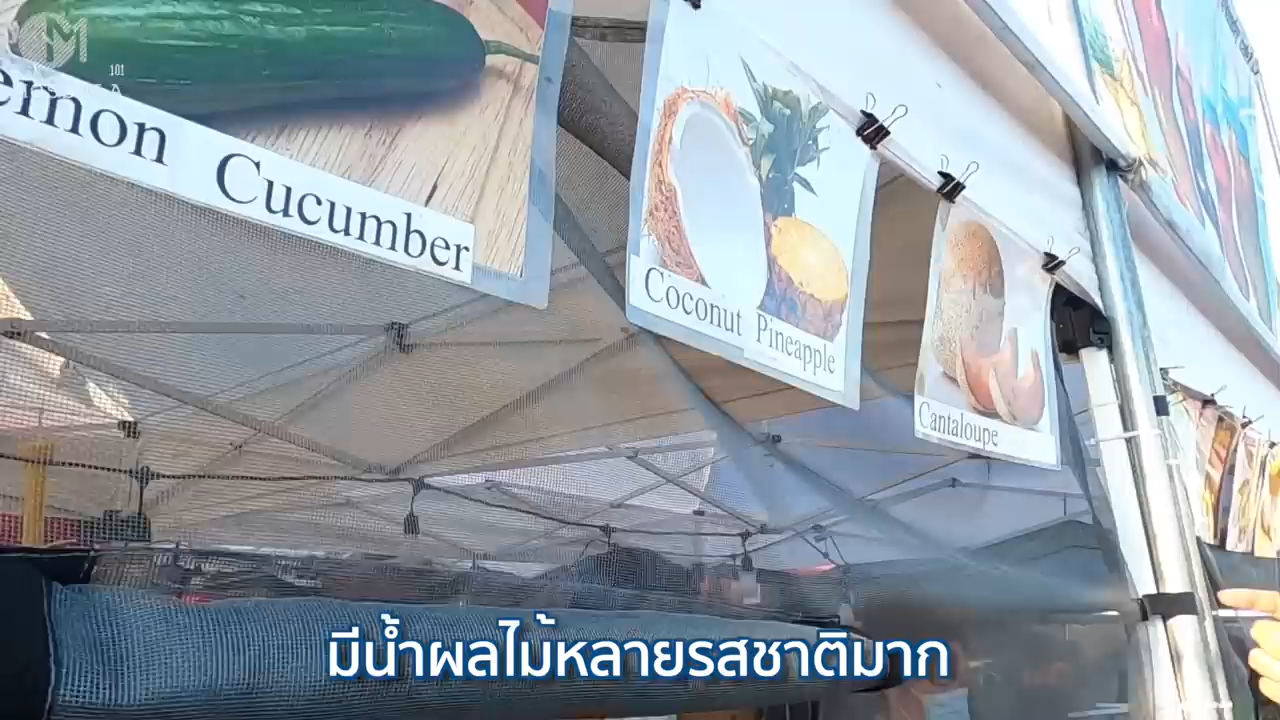 M
101
emon Cucumber
Coconut Pineapple
Cantaloupe
มีน้ำผลไม้หลายรสชาติมาก